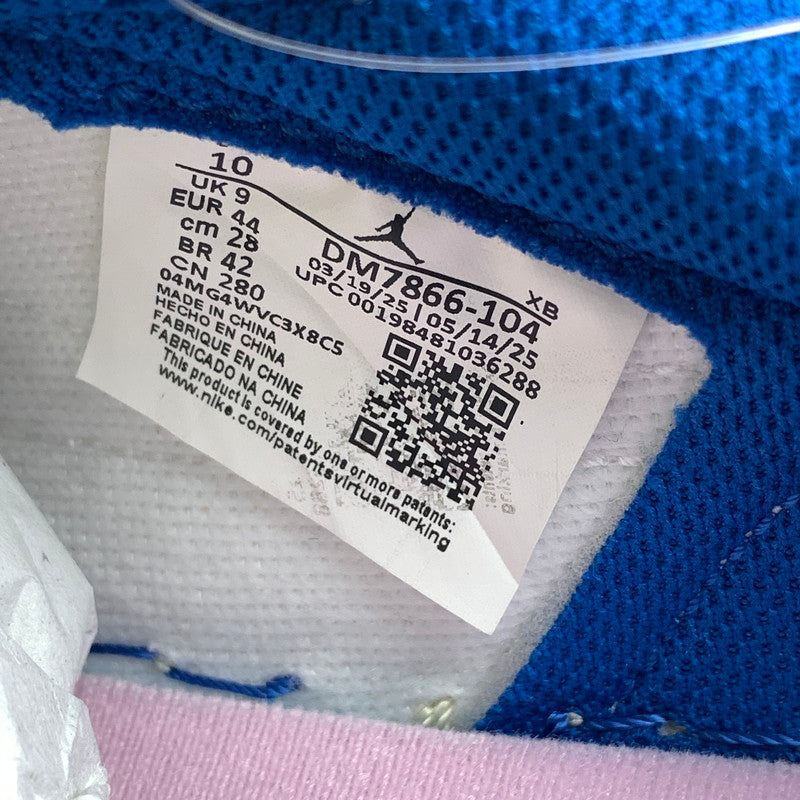 10
UK 9
EUR 44
cm 28
BR 42
CN 280
04MG4WVC3X8C5
MADE IN CHINA
HECHO EN CHINA
FABRIQUE EN CHINE
FABRICADO NA CHINA
This product is covered by one or more patents:
www.nike.com/patentsvirtualmarking
XB
DM7866-104
03/19/25 | 05/14/25
UPC 00198481036288